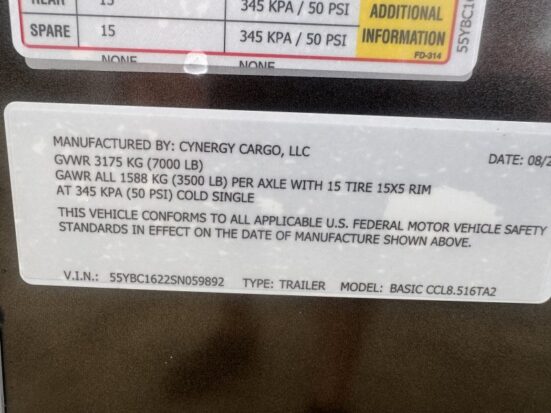 REAR 15 345 KPA / 50 PSI
SPARE 15 345 KPA / 50 PSI
ADDITIONAL
INFORMATION
FD-314
NONE NONE
55YBC16
MANUFACTURED BY: CYNERGY CARGO, LLC DATE: 08/2
GVWR 3175 KG (7000 LB)
GAWR ALL 1588 KG (3500 LB) PER AXLE WITH 15 TIRE 15X5 RIM
AT 345 KPA (50 PSI) COLD SINGLE
THIS VEHICLE CONFORMS TO ALL APPLICABLE U.S. FEDERAL MOTOR VEHICLE SAFETY
STANDARDS IN EFFECT ON THE DATE OF MANUFACTURE SHOWN ABOVE.
V.I.N.: 55YBC1622SN059892 TYPE: TRAILER MODEL: BASIC CCL8.516TA2